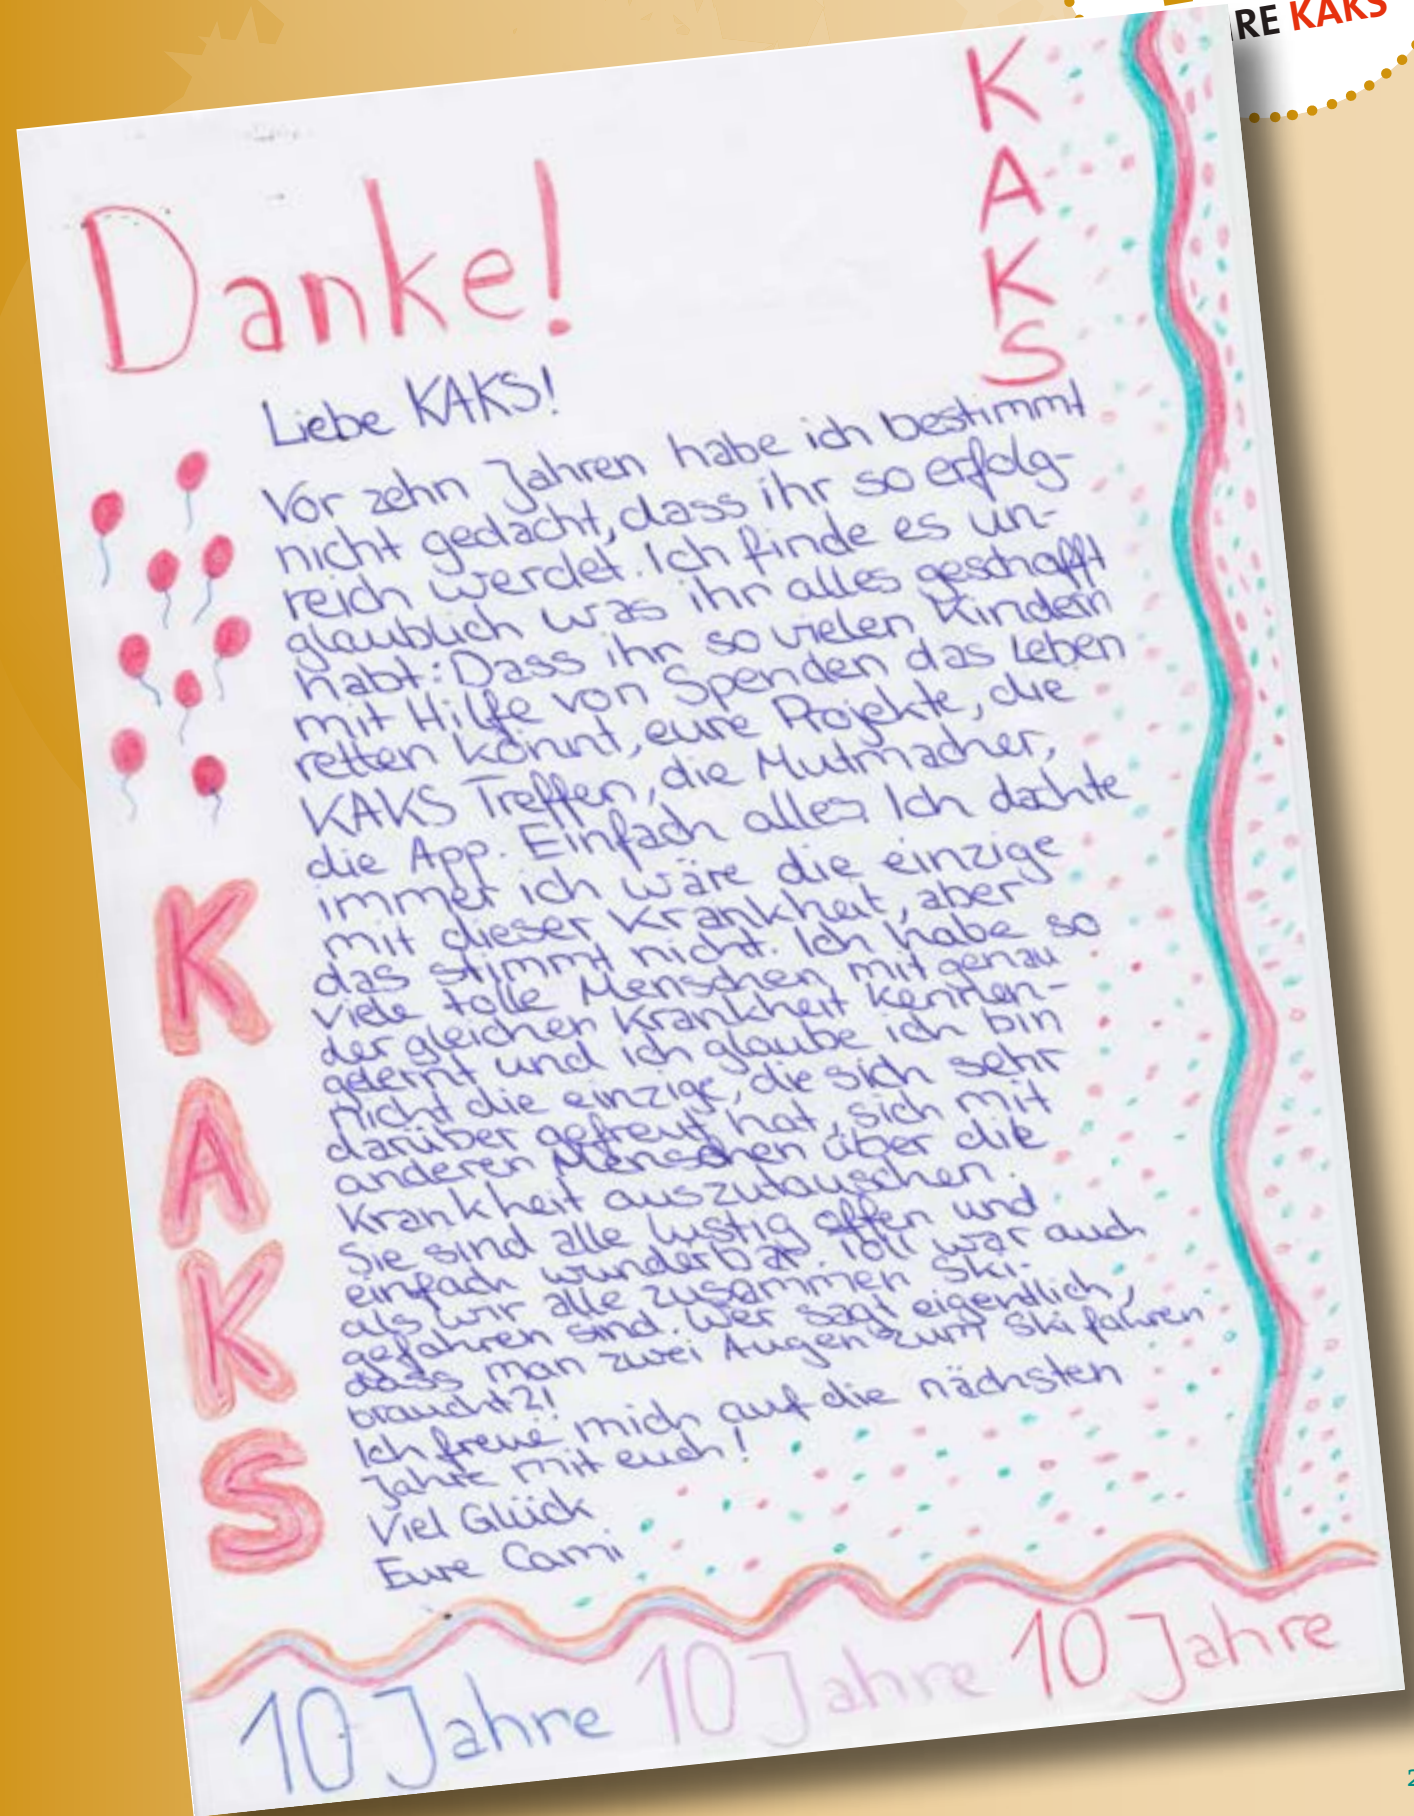 RE KAKS
K
A
K
S
Danke!
Liebe KAKS!
Vor zehn Jahren habe ich bestimmt
nicht gedacht, dass ihr so erfolg-
reich werdet. Ich finde es un-
glaublich was ihr alles geschafft
habt: Dass ihr so vielen Kindern
mit Hilfe von Spenden das Leben
retten könnt, eure Projekte, die
KAKS Treffen, die Mutmacher,
die App. Einfach alles! Ich dachte
immer ich wäre die einzige
mit dieser Krankheit, aber
das stimmt nicht. Ich habe so
viele tolle Menschen mit genau
der gleichen Krankheit kennen-
gelernt und ich glaube ich bin
nicht die einzige, die sich sehr
darüber gefreut hat, sich mit
anderen Menschen über die
Krankheit auszutauschen.
Sie sind alle lustig offen und
einfach wunderbar. Toll war auch
als wir alle zusammen Ski-
gefahren sind. Wer sagt eigentlich,
dass man zwei Augen zum Ski fahren
braucht?!
Ich freue mich auf die nächsten
Jahre mit euch!
Viel Glück
Eure Cami
K
A
K
S
10 Jahre 10 Jahre 10 Jahre
2